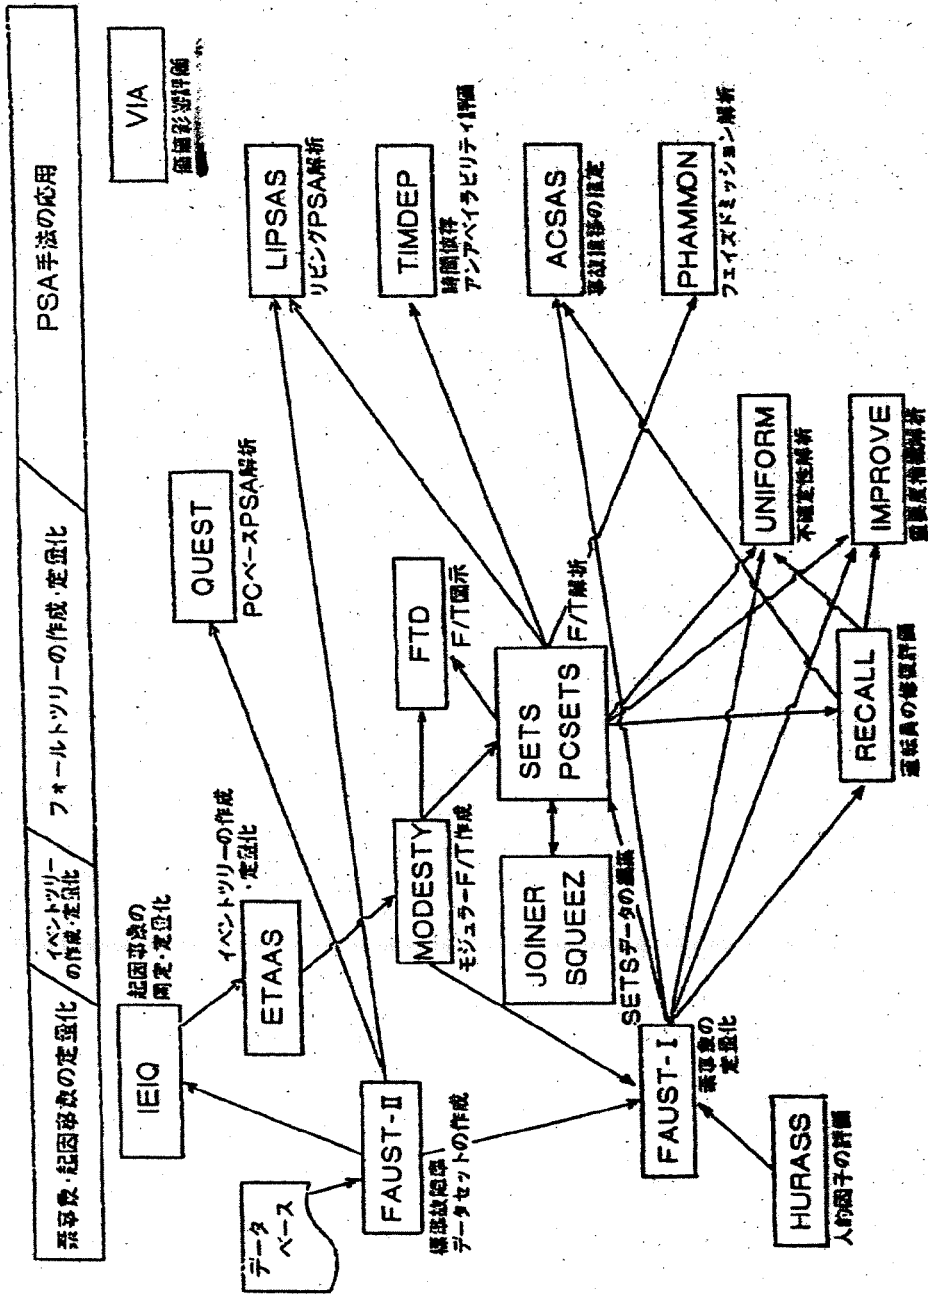 素事象・起因事象の定量化
イベントツリー
の作成・定量化
フォールトツリーの作成・定量化
PSA手法の応用
データ
ベース
IEIQ
起因事象の
同定・定量化
ETAAS
イベントツリーの作成
・定量化
QUEST
PCベースPSA解析
VIA
価値影響評価
FAUST-II
標準故障率
データセットの作成
MODESTY
モジュラーF/T作成
FTD
F/T図示
LIPSAS
リビングPSA解析
TIMDEP
時間依存
アンアベイラビリティ評価
JOINER
SQUEEZ
SETSデータの編集
SETS
PCSETS
F/T解析
ACSAS
事故推移の推定
PHAMMON
フェイズドミッション解析
HURASS
人的因子の評価
FAUST-I
素事象の
定量化
RECALL
運転員の修復評価
UNIFORM
不確定性解析
IMPROVE
重要度指標解析